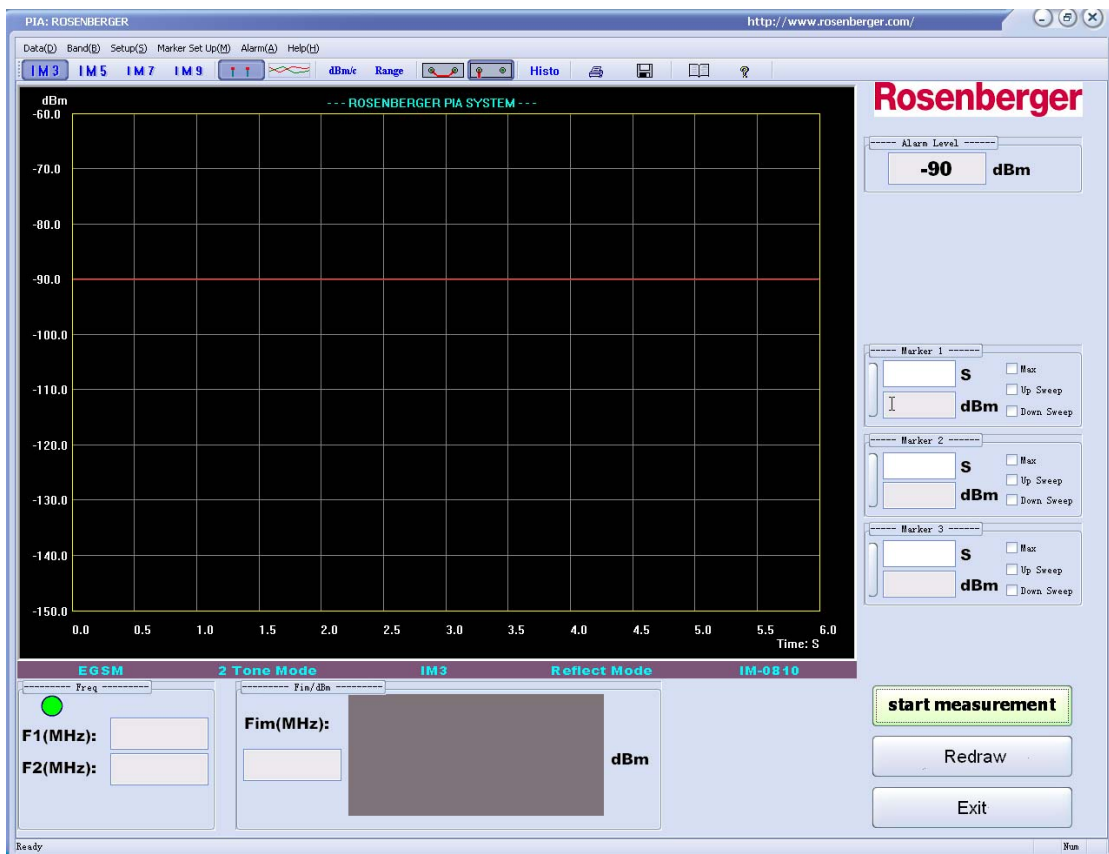 PIA: ROSENBERGER http://www.rosenberger.com/
Data(D) Band(B) Setup(S) Marker Set Up(M) Alarm(A) Help(H)
IM3 IM5 IM7 IM9 dBm/c Range Histo
Rosenberger
dBm --- ROSENBERGER PIA SYSTEM ---
-60.0
-70.0
-80.0
-90.0
-100.0
-110.0
-120.0
-130.0
-140.0
-150.0
0.0 0.5 1.0 1.5 2.0 2.5 3.0 3.5 4.0 4.5 5.0 5.5 6.0
Time: S
----- Alarm Level ------
-90 dBm
----- Marker 1 ------
S Max
Up Sweep
dBm Down Sweep
----- Marker 2 ------
S Max
Up Sweep
dBm Down Sweep
----- Marker 3 ------
S Max
Up Sweep
dBm Down Sweep
EGSM 2 Tone Mode IM3 Reflect Mode IM-0810
--------- Freq ---------
F1(MHz):
F2(MHz):
--------- Fim/dBm ---------
Fim(MHz):
dBm
start measurement
Redraw
Exit
Ready Num